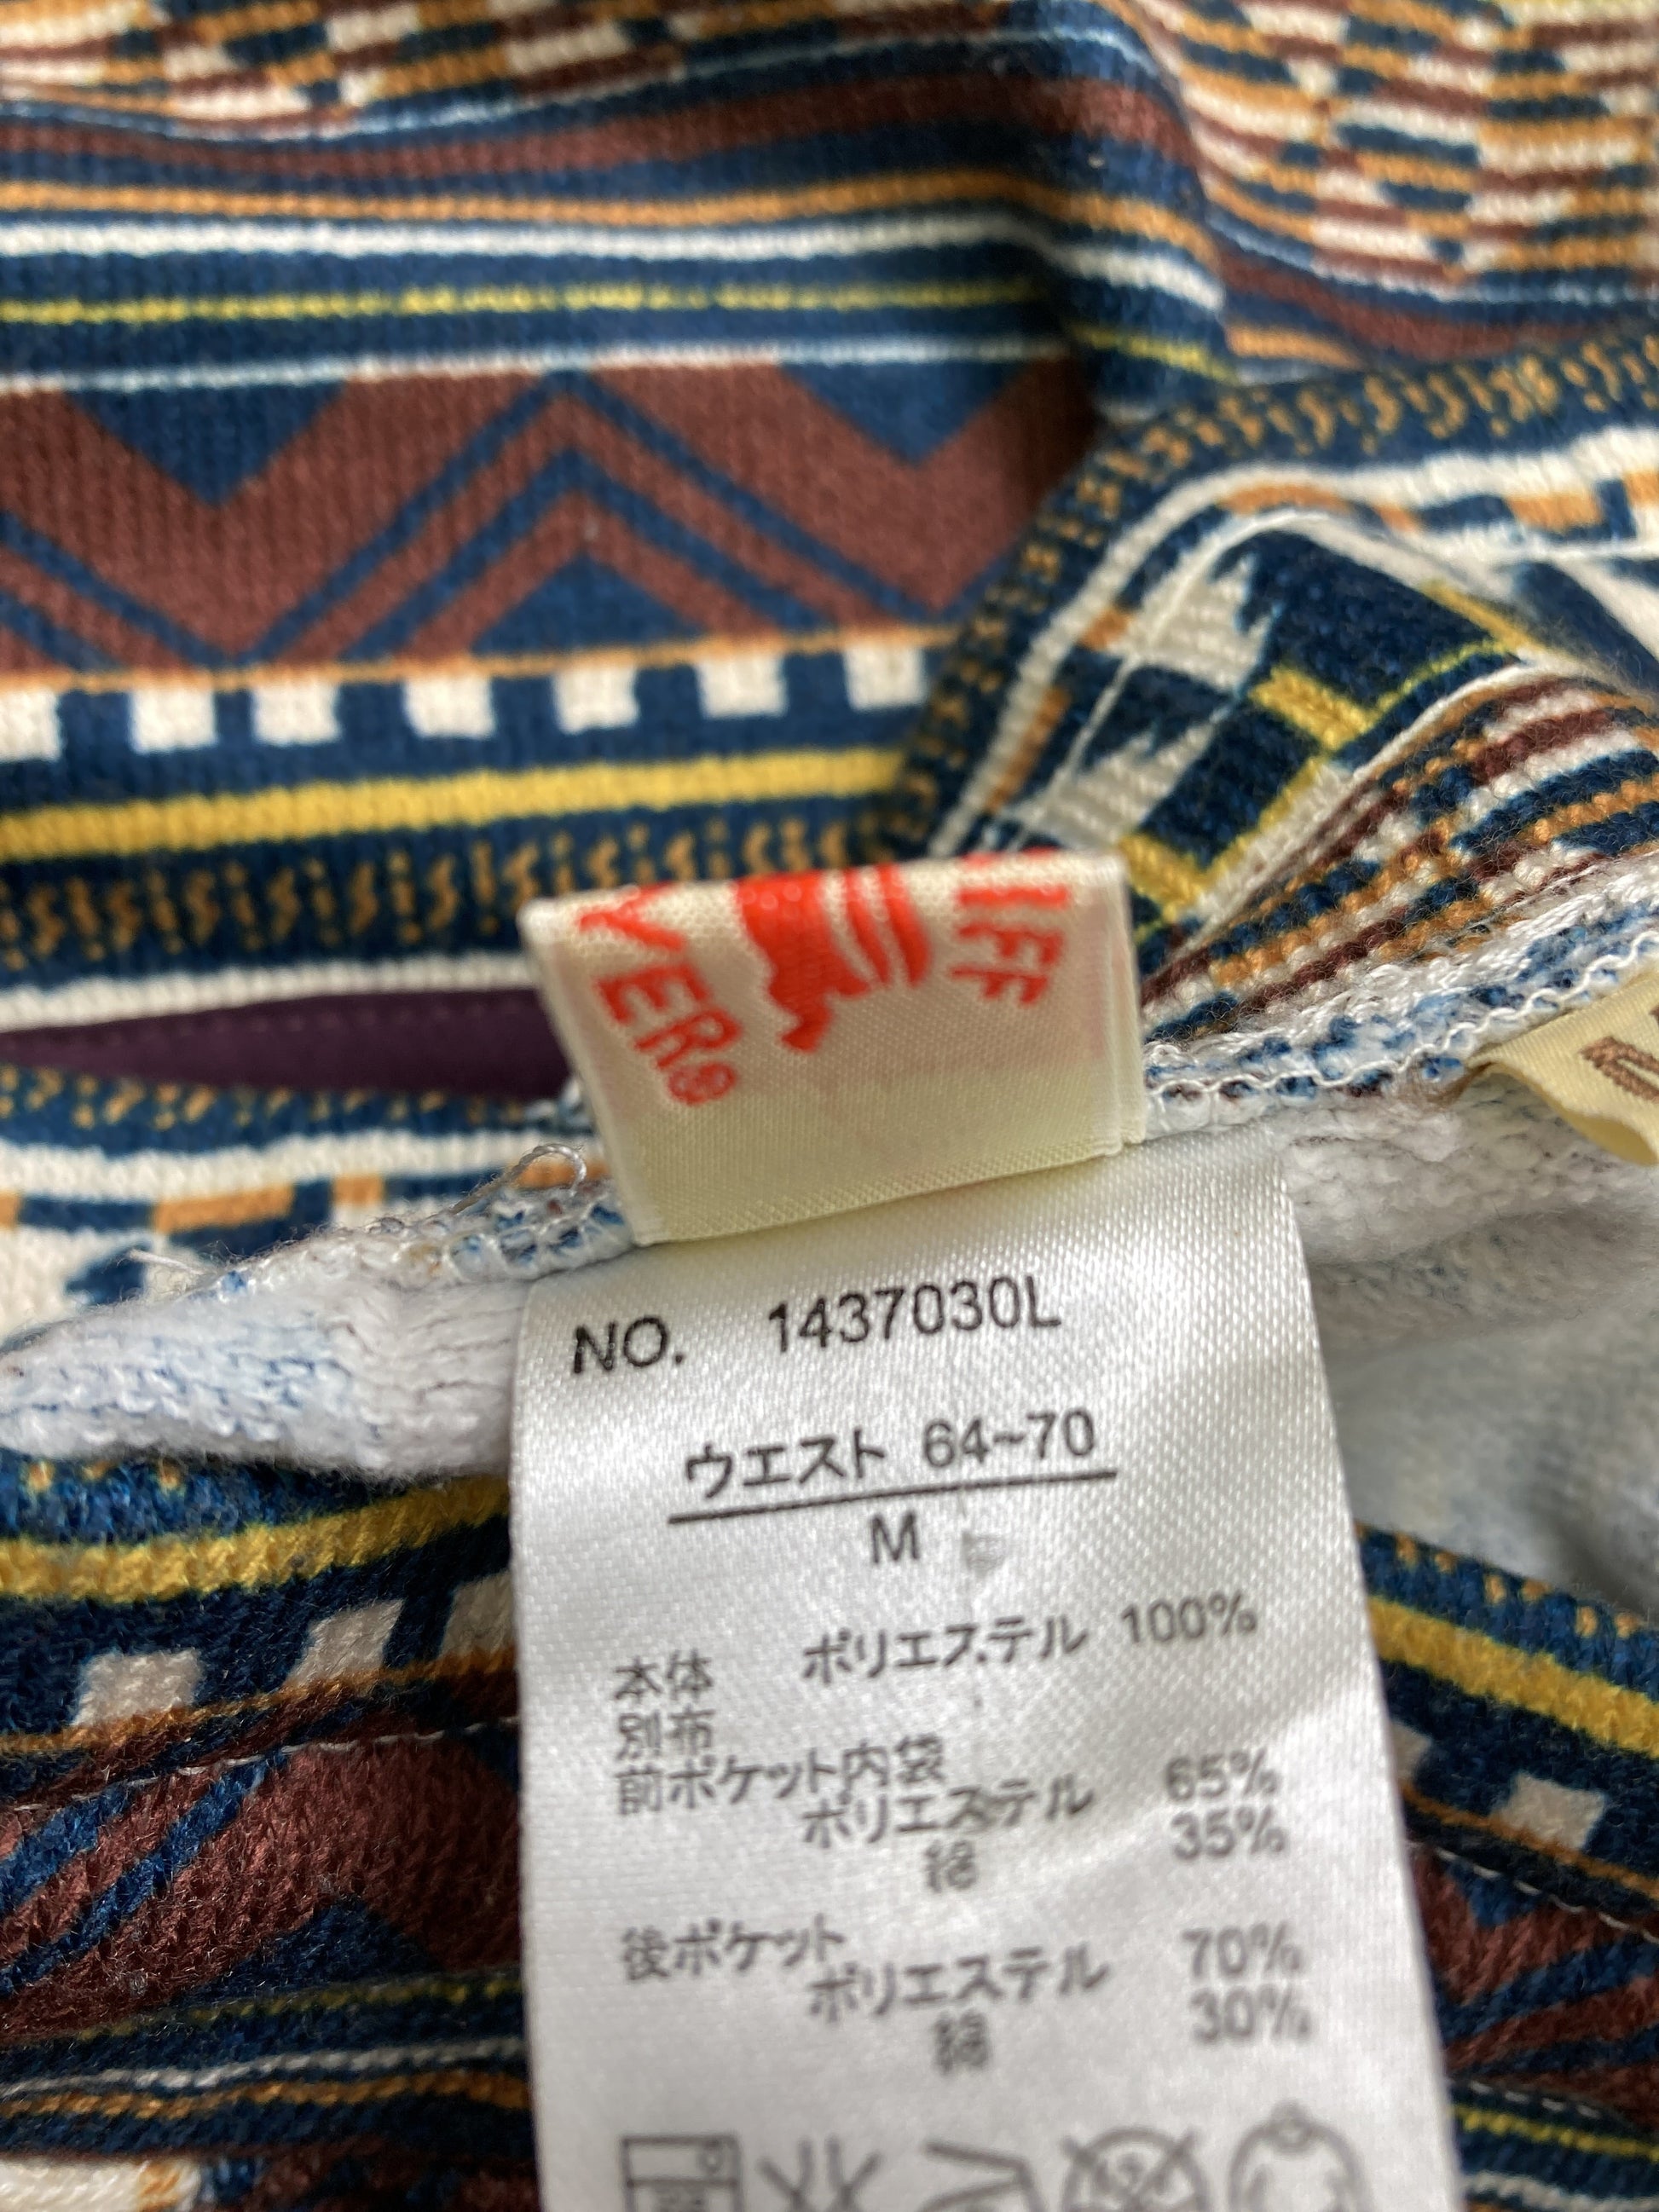 YER®
IFF
NO. 1437030L
ウエスト 64~70
M
本体 ポリエステル 100%
別布
前ポケット内袋
ポリエステル 65%
綿 35%
後ポケット
ポリエステル 70%
綿 30%